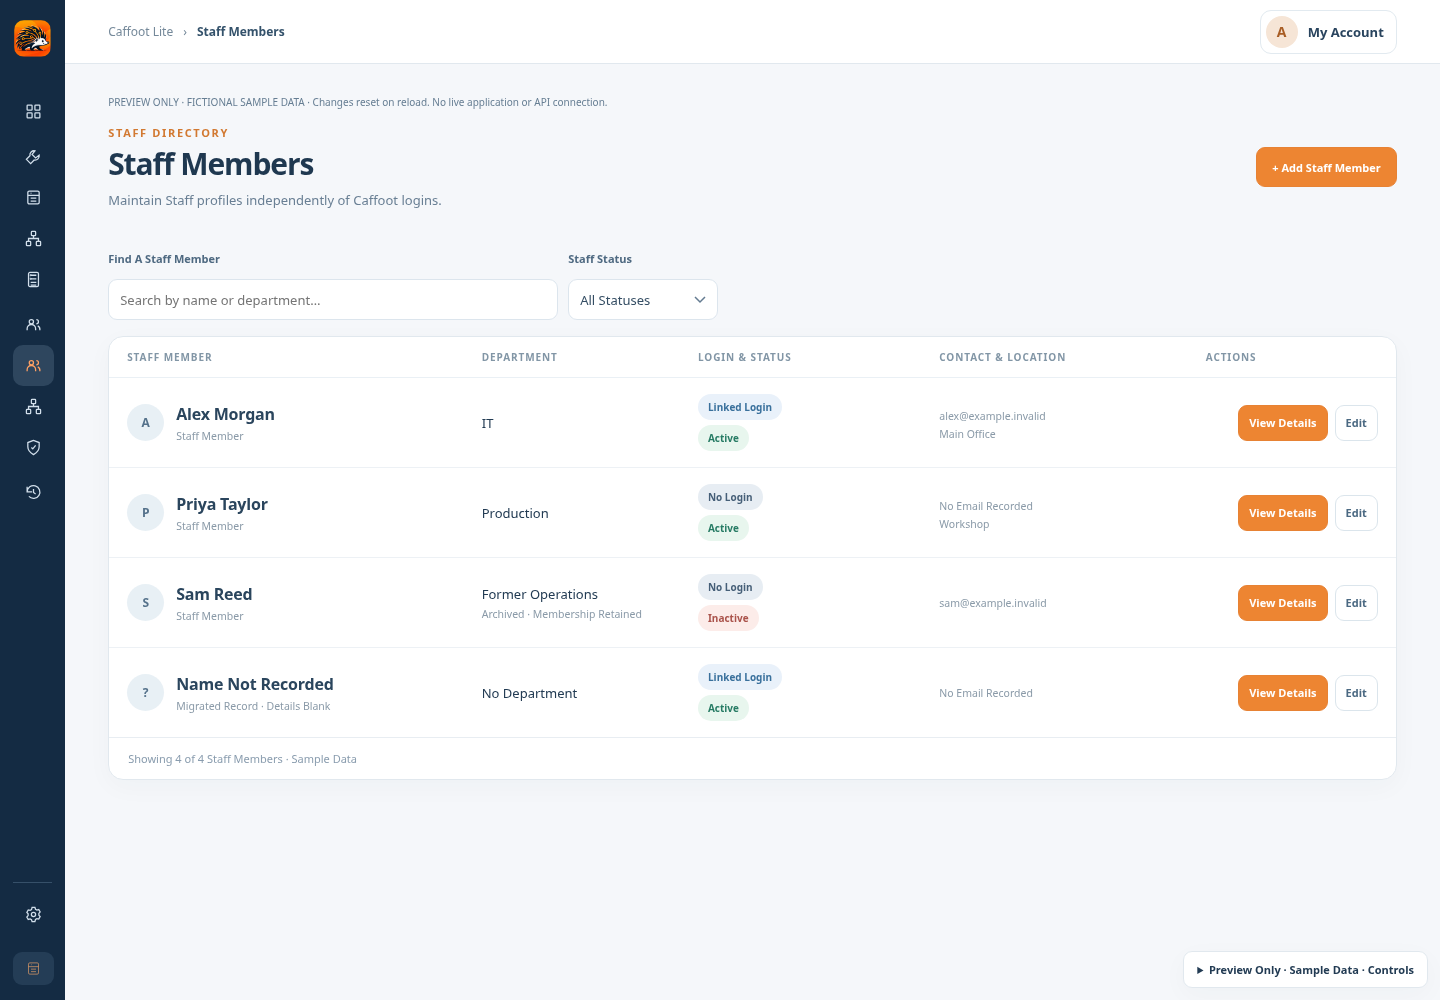 Caffoot Lite › Staff Members
A My Account
PREVIEW ONLY · FICTIONAL SAMPLE DATA · Changes reset on reload. No live application or API connection.
STAFF DIRECTORY
Staff Members
+ Add Staff Member
Maintain Staff profiles independently of Caffoot logins.
Find A Staff Member
Staff Status
Search by name or department...
All Statuses
STAFF MEMBER DEPARTMENT LOGIN & STATUS CONTACT & LOCATION ACTIONS
A
Alex Morgan
Staff Member
IT
Linked Login
Active
alex@example.invalid
Main Office
View Details Edit
P
Priya Taylor
Staff Member
Production
No Login
Active
No Email Recorded
Workshop
View Details Edit
S
Sam Reed
Staff Member
Former Operations
Archived · Membership Retained
No Login
Inactive
sam@example.invalid
View Details Edit
?
Name Not Recorded
Migrated Record · Details Blank
No Department
Linked Login
Active
No Email Recorded
View Details Edit
Showing 4 of 4 Staff Members · Sample Data
▶ Preview Only · Sample Data · Controls